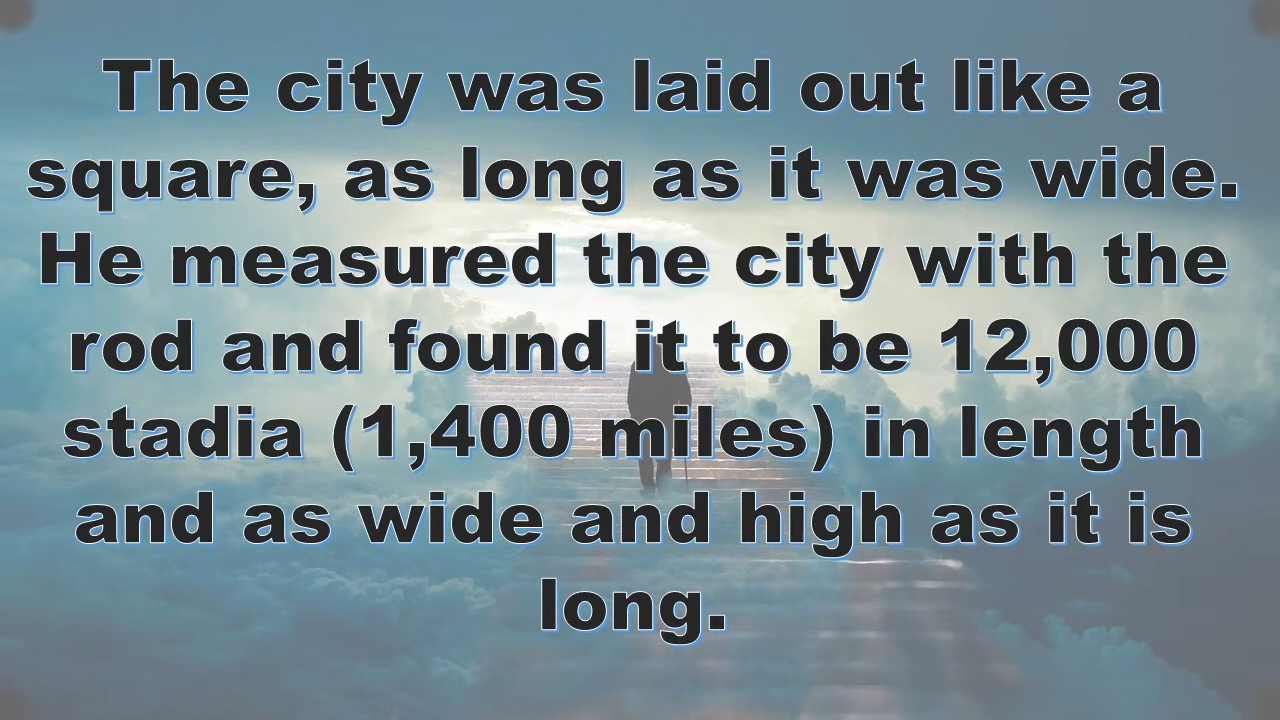 The city was laid out like a
square, as long as it was wide.
He measured the city with the
rod and found it to be 12,000
stadia (1,400 miles) in length
and as wide and high as it is
long.